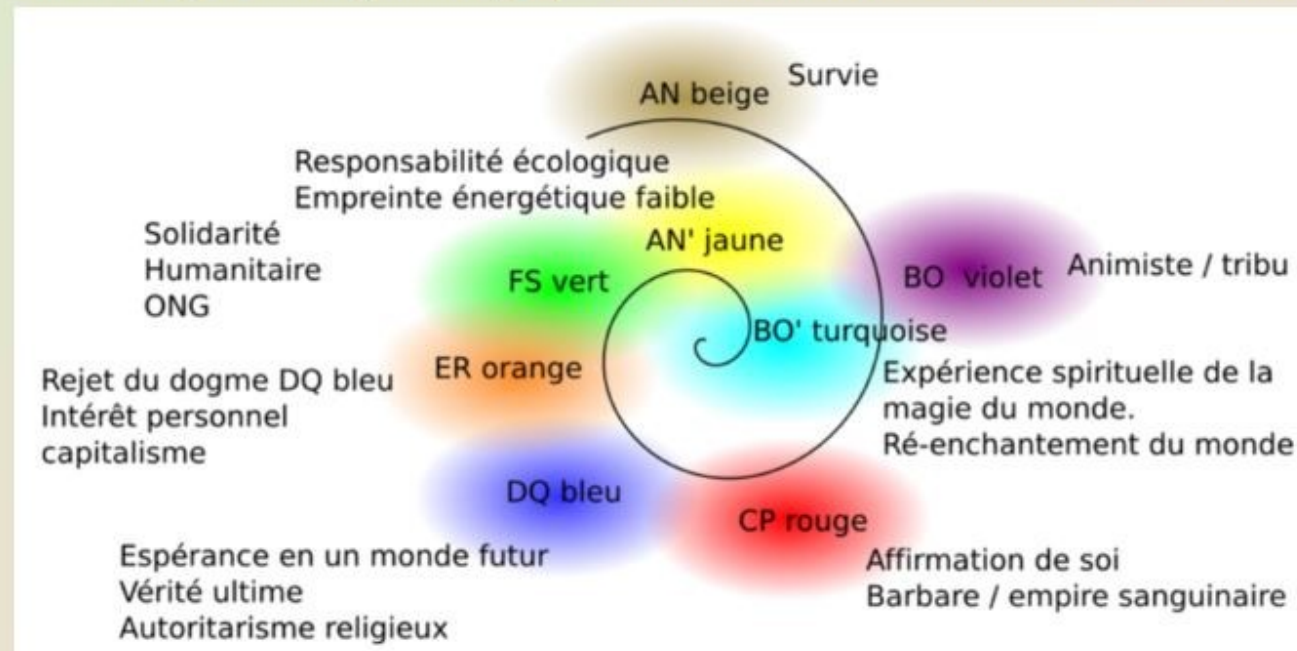 AN beige
Survie
Responsabilité écologique
Empreinte énergétique faible
AN' jaune
Solidarité
Humanitaire
ONG
FS vert
BO violet
Animiste / tribu
BO' turquoise
Expérience spirituelle de la
magie du monde.
Ré-enchantement du monde
ER orange
Rejet du dogme DQ bleu
Intérêt personnel
capitalisme
DQ bleu
Espérance en un monde futur
Vérité ultime
Autoritarisme religieux
CP rouge
Affirmation de soi
Barbare / empire sanguinaire